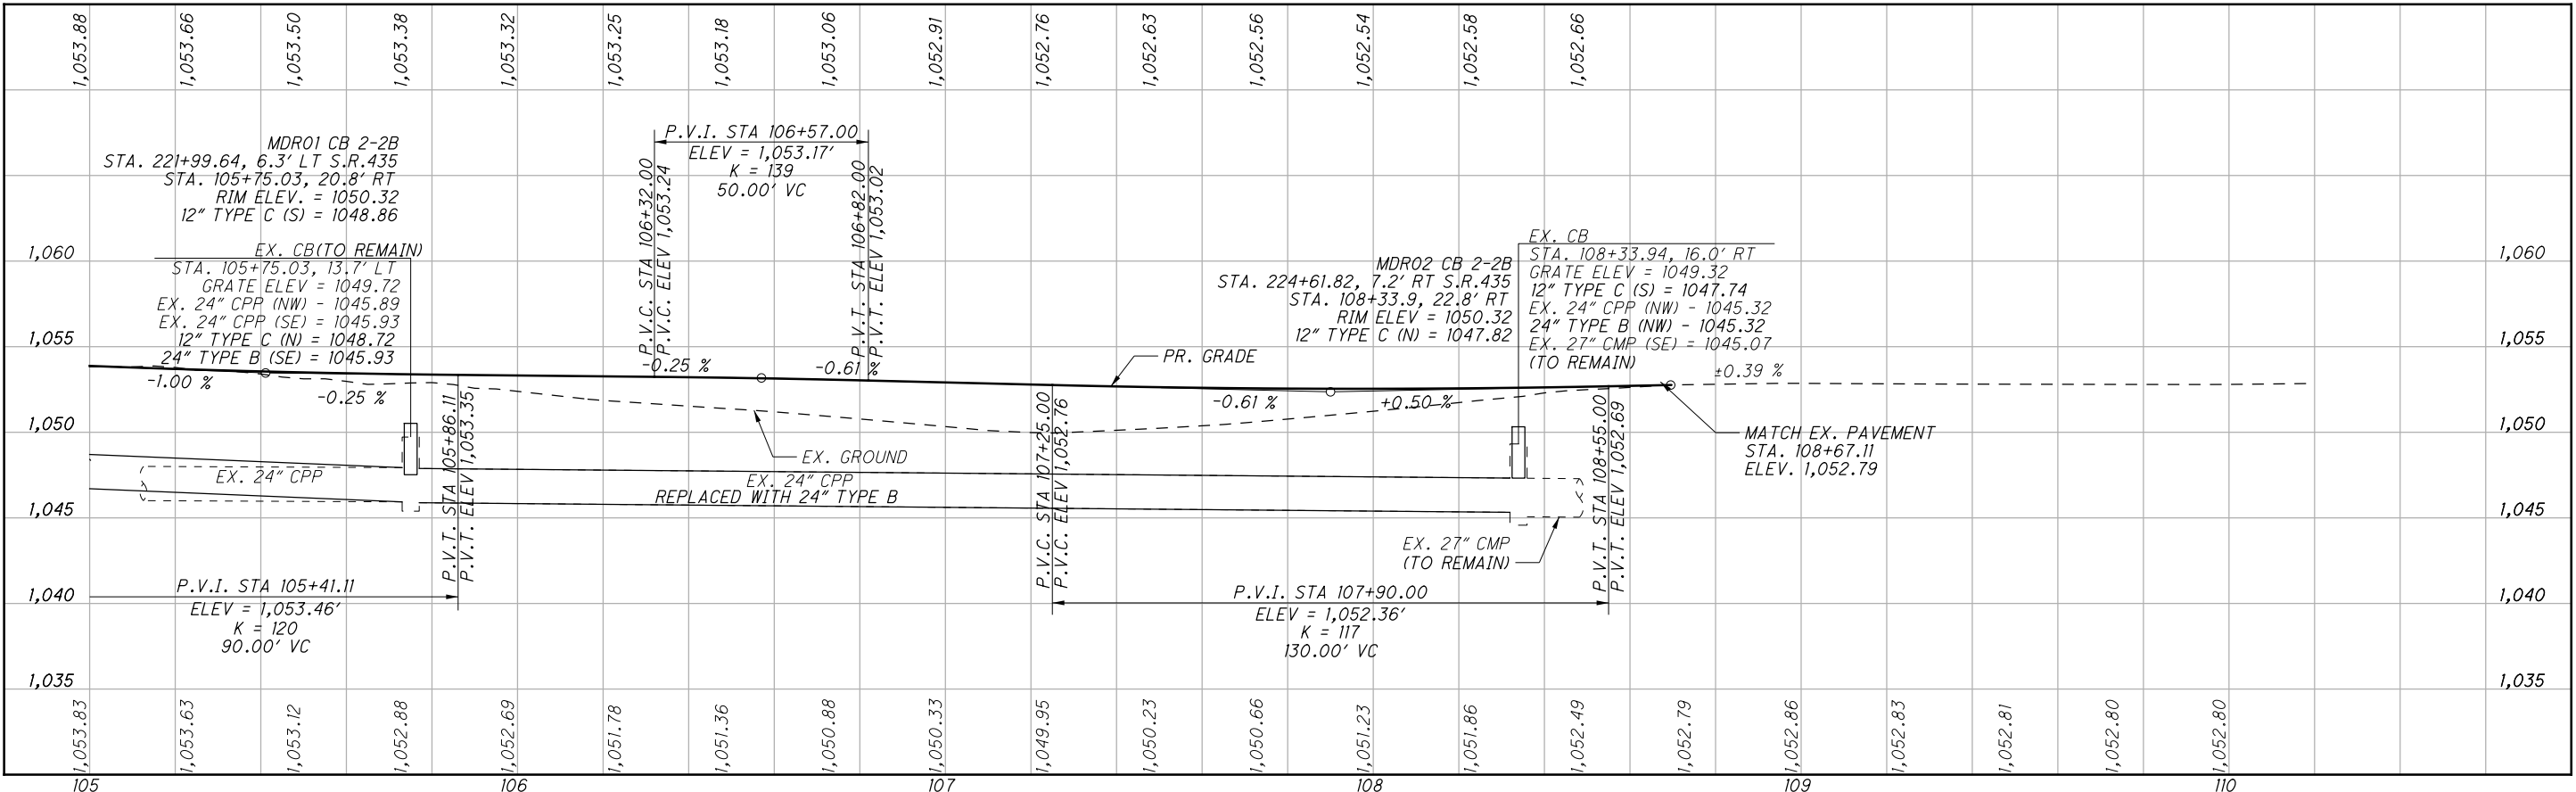 1,053.88
1,053.66
1,053.50
1,053.38
1,053.32
1,053.25
1,053.18
1,053.06
1,052.91
1,052.76
1,052.63
1,052.56
1,052.54
1,052.58
1,052.66
MDR01 CB 2-2B
STA. 221+99.64, 6.3' LT S.R.435
STA. 105+75.03, 20.8' RT
RIM ELEV. = 1050.32
12" TYPE C (S) = 1048.86
EX. CB(TO REMAIN)
STA. 105+75.03, 13.7' LT
GRATE ELEV = 1049.72
EX. 24" CPP (NW) - 1045.89
EX. 24" CPP (SE) = 1045.93
12" TYPE C (N) = 1048.72
24" TYPE B (SE) = 1045.93
P.V.I. STA 106+57.00
ELEV = 1,053.17'
K = 139
50.00' VC
P.V.C. STA 106+32.00
P.V.C. ELEV 1,053.24
P.V.T. STA 106+82.00
P.V.T. ELEV 1,053.02
MDR02 CB 2-2B
STA. 224+61.82, 7.2' RT S.R.435
STA. 108+33.9, 22.8' RT
RIM ELEV = 1050.32
12" TYPE C (N) = 1047.82
EX. CB
STA. 108+33.94, 16.0' RT
GRATE ELEV = 1049.32
12" TYPE C (S) = 1047.74
EX. 24" CPP (NW) - 1045.32
24" TYPE B (NW) - 1045.32
EX. 27" CMP (SE) = 1045.07
(TO REMAIN)
1,060
1,055
1,050
1,045
1,040
1,035
1,060
1,055
1,050
1,045
1,040
1,035
-1.00 %
-0.25 %
-0.25 %
-0.61 %
PR. GRADE
-0.61 %
+0.50 %
±0.39 %
MATCH EX. PAVEMENT
STA. 108+67.11
ELEV. 1,052.79
EX. GROUND
EX. 24" CPP
EX. 24" CPP
REPLACED WITH 24" TYPE B
EX. 27" CMP
(TO REMAIN)
P.V.T. STA 105+86.11
P.V.T. ELEV 1,053.35
P.V.C. STA 107+25.00
P.V.C. ELEV 1,052.76
P.V.T. STA 108+55.00
P.V.T. ELEV 1,052.69
P.V.I. STA 105+41.11
ELEV = 1,053.46'
K = 120
90.00' VC
P.V.I. STA 107+90.00
ELEV = 1,052.36'
K = 117
130.00' VC
1,053.83
1,053.63
1,053.12
1,052.88
1,052.69
1,051.78
1,051.36
1,050.88
1,050.33
1,049.95
1,050.23
1,050.66
1,051.23
1,051.86
1,052.49
1,052.79
1,052.86
1,052.83
1,052.81
1,052.80
1,052.80
105
106
107
108
109
110